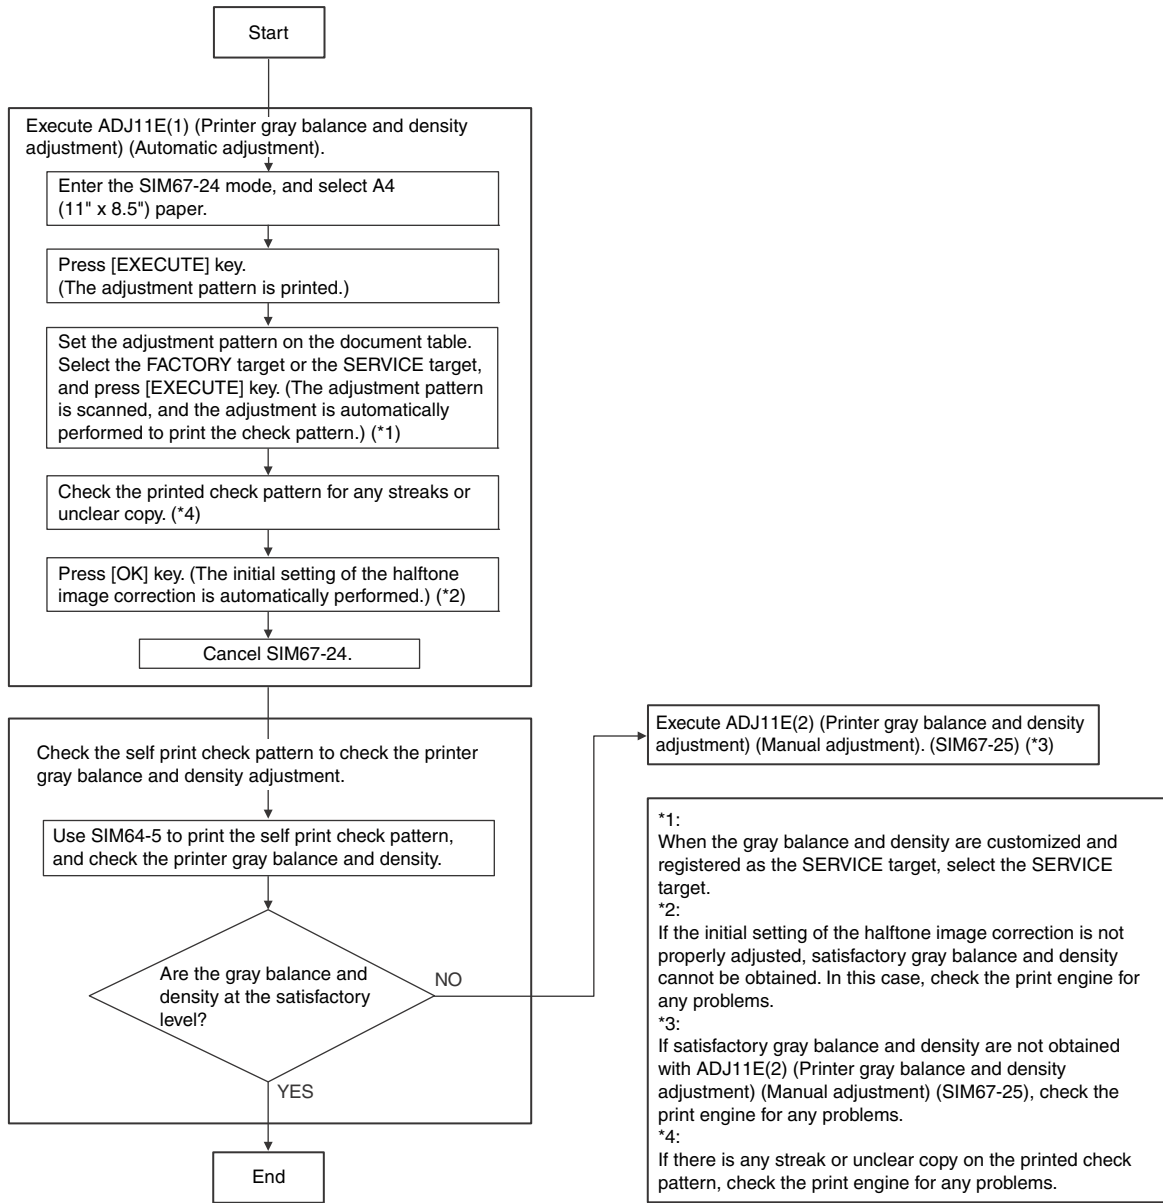 Start
Execute ADJ11E(1) (Printer gray balance and density
adjustment) (Automatic adjustment).
Enter the SIM67-24 mode, and select A4
(11" x 8.5") paper.
Press [EXECUTE] key.
(The adjustment pattern is printed.)
Set the adjustment pattern on the document table.
Select the FACTORY target or the SERVICE target,
and press [EXECUTE] key. (The adjustment pattern
is scanned, and the adjustment is automatically
performed to print the check pattern.) (*1)
Check the printed check pattern for any streaks or
unclear copy. (*4)
Press [OK] key. (The initial setting of the halftone
image correction is automatically performed.) (*2)
Cancel SIM67-24.
Check the self print check pattern to check the printer
gray balance and density adjustment.
Use SIM64-5 to print the self print check pattern,
and check the printer gray balance and density.
Are the gray balance and
density at the satisfactory
level?
NO
YES
End
Execute ADJ11E(2) (Printer gray balance and density
adjustment) (Manual adjustment). (SIM67-25) (*3)
*1:
When the gray balance and density are customized and
registered as the SERVICE target, select the SERVICE
target.
*2:
If the initial setting of the halftone image correction is not
properly adjusted, satisfactory gray balance and density
cannot be obtained. In this case, check the print engine for
any problems.
*3:
If satisfactory gray balance and density are not obtained
with ADJ11E(2) (Printer gray balance and density
adjustment) (Manual adjustment) (SIM67-25), check the
print engine for any problems.
*4:
If there is any streak or unclear copy on the printed check
pattern, check the print engine for any problems.